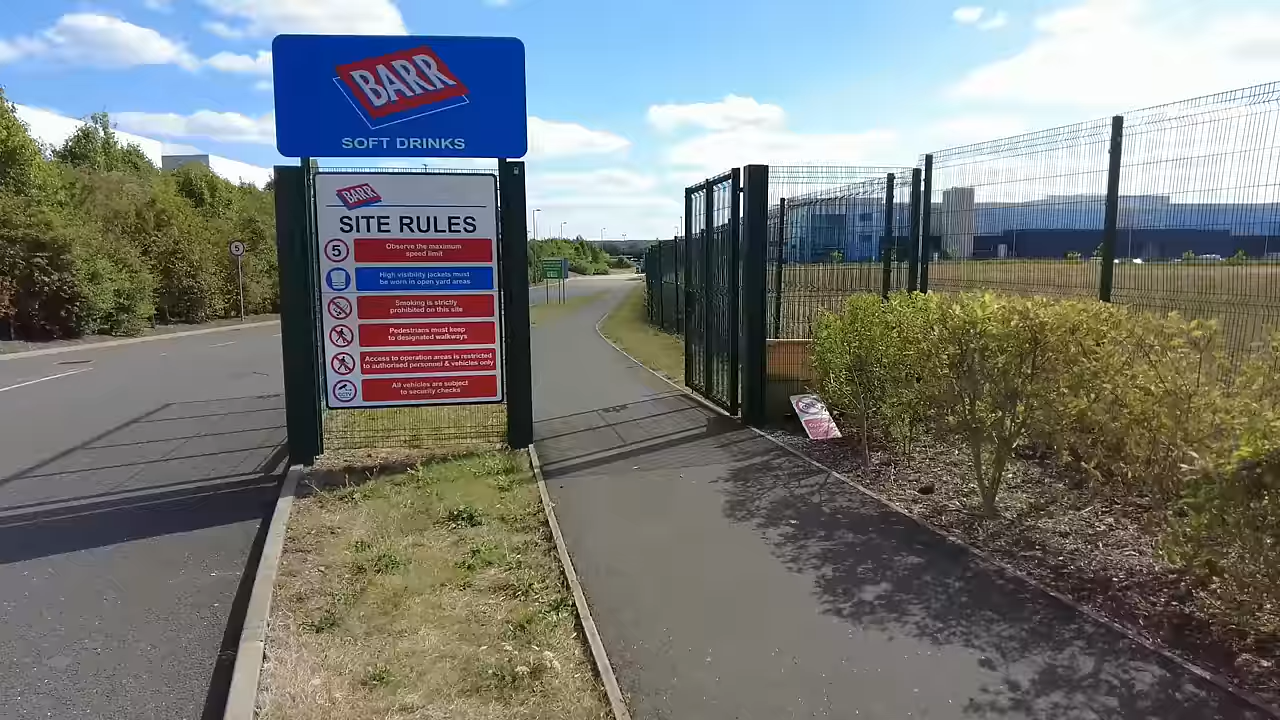 BARR
SOFT DRINKS
BARR
SITE RULES
5
Observe the maximum
speed limit
High visibility jackets must
be worn in open yard areas
Smoking is strictly
prohibited on this site
Pedestrians must keep
to designated walkways
Access to operation areas is restricted
to authorised personnel & vehicles only
All vehicles are subject
to security checks
5